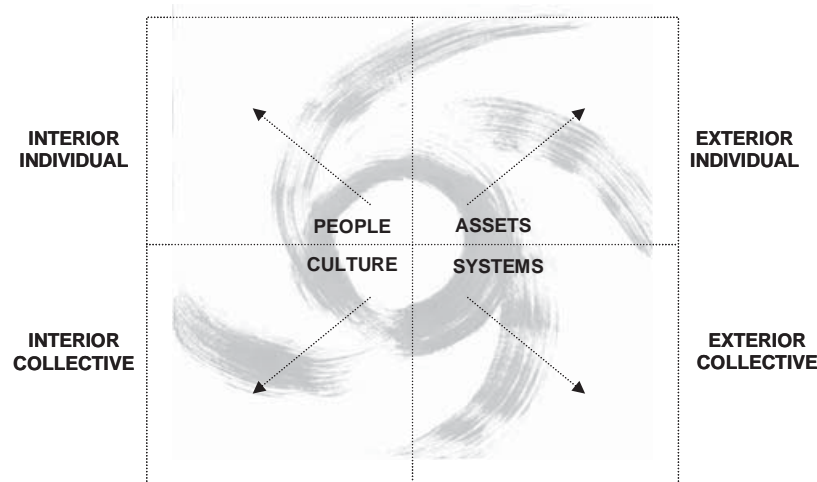 INTERIOR
INDIVIDUAL
EXTERIOR
INDIVIDUAL
PEOPLE
ASSETS
CULTURE
SYSTEMS
INTERIOR
COLLECTIVE
EXTERIOR
COLLECTIVE